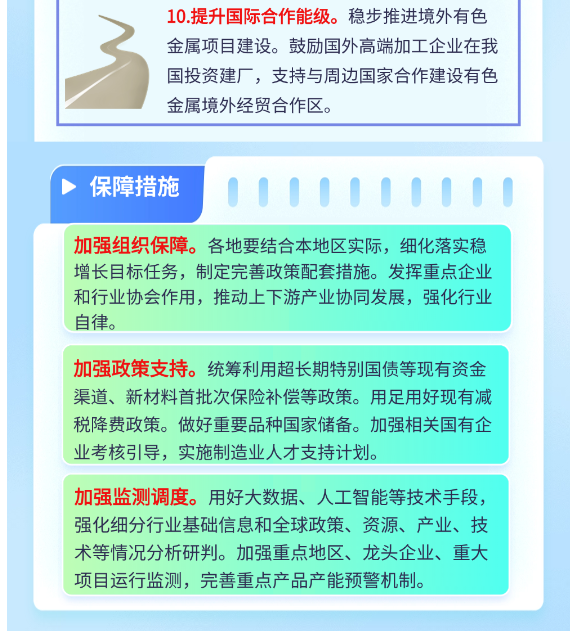 10.提升国际合作能级。稳步推进境外有色
金属项目建设。鼓励国外高端加工企业在我
国投资建厂，支持与周边国家合作建设有色
金属境外经贸合作区。
保障措施
加强组织保障。各地要结合本地区实际，细化落实稳
增长目标任务，制定完善政策配套措施。发挥重点企业
和行业协会作用，推动上下游产业协同发展，强化行业
自律。
加强政策支持。统筹利用超长期特别国债等现有资金
渠道、新材料首批次保险补偿等政策。用足用好现有减
税降费政策。做好重要品种国家储备。加强相关国有企
业考核引导，实施制造业人才支持计划。
加强监测调度。用好大数据、人工智能等技术手段，
强化细分行业基础信息和全球政策、资源、产业、技
术等情况分析研判。加强重点地区、龙头企业、重大
项目运行监测，完善重点产品产能预警机制。